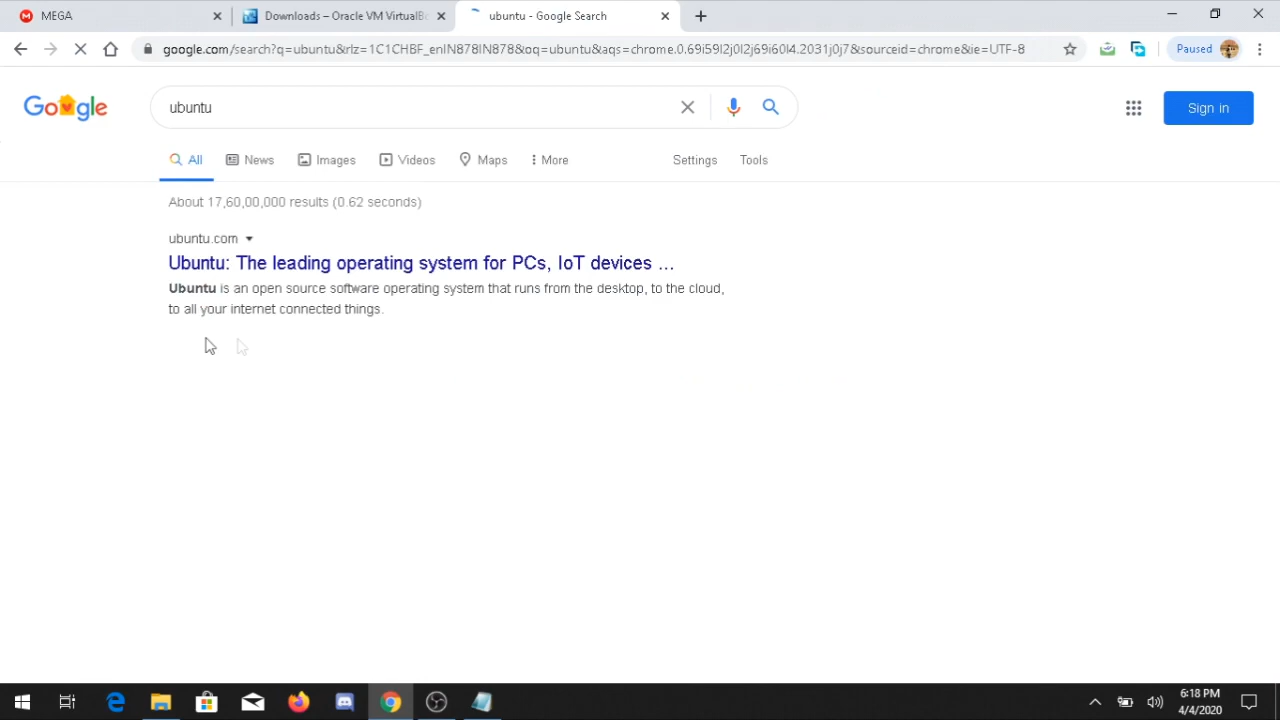 MEGA
Downloads – Oracle VM VirtualBo
ubuntu - Google Search
google.com/search?q=ubuntu&rlz=1C1CHBF_enIN878IN878&oq=ubuntu&aqs=chrome.0.69i59l2j0l2j69i60l4.2031j0j7&sourceid=chrome&ie=UTF-8
Paused
Google
ubuntu
Sign in
All
News
Images
Videos
Maps
More
Settings
Tools
About 17,60,00,000 results (0.62 seconds)
ubuntu.com
Ubuntu: The leading operating system for PCs, IoT devices ...
Ubuntu is an open source software operating system that runs from the desktop, to the cloud,
to all your internet connected things.
6:18 PM
4/4/2020